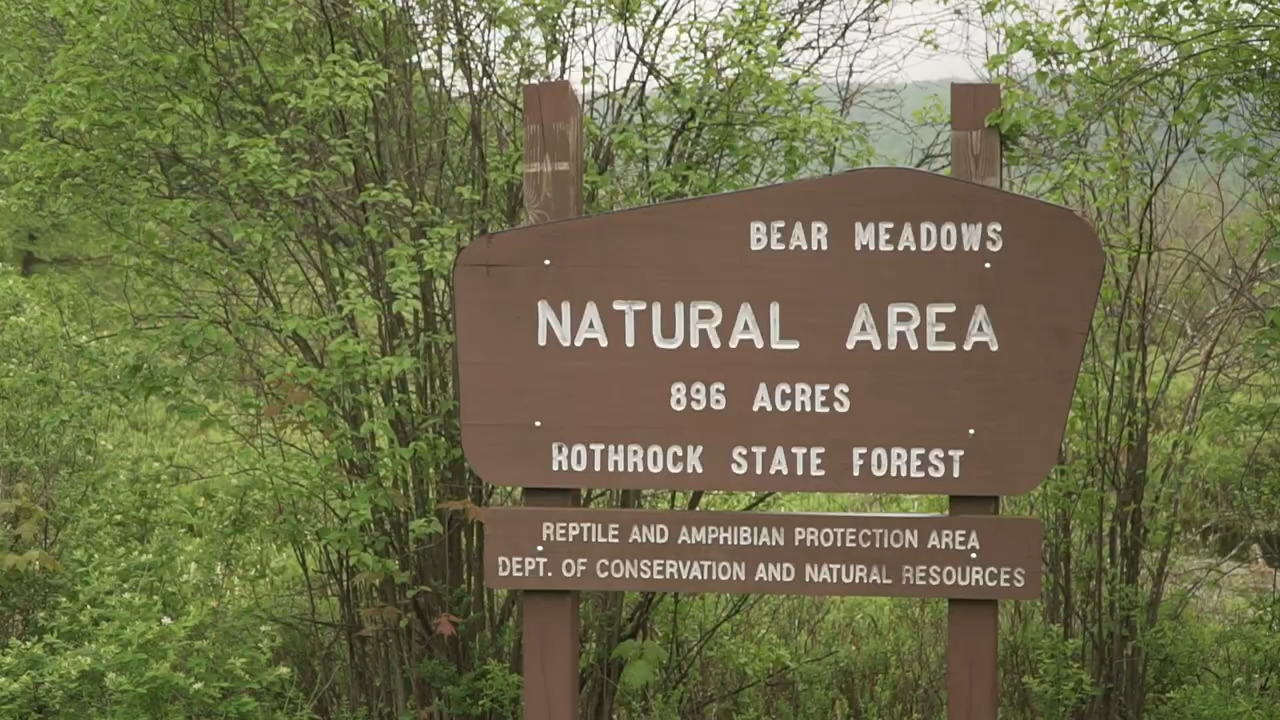 BEAR MEADOWS
NATURAL AREA
896 ACRES
ROTHROCK STATE FOREST
REPTILE AND AMPHIBIAN PROTECTION AREA
DEPT. OF CONSERVATION AND NATURAL RESOURCES